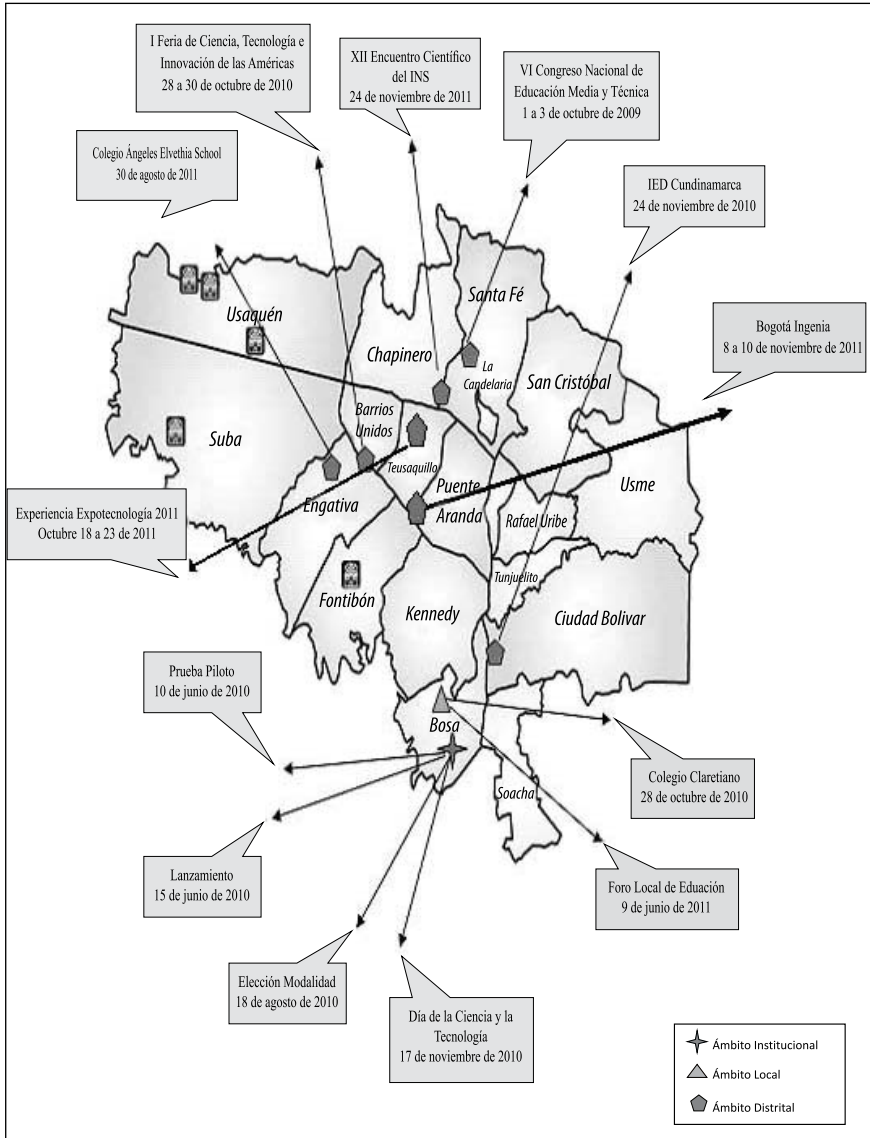 I Feria de Ciencia, Tecnología e
Innovación de las Américas
28 a 30 de octubre de 2010
XII Encuentro Científico
del INS
24 de noviembre de 2011
VI Congreso Nacional de
Educación Media y Técnica
1 a 3 de octubre de 2009
Colegio Ángeles Elvethia School
30 de agosto de 2011
IED Cundinamarca
24 de noviembre de 2010
Bogotá Ingenia
8 a 10 de noviembre de 2011
Usaquén
Santa Fé
Chapinero
La
Candelaria
San Cristóbal
Barrios
Unidos
Suba
Teusaquillo
Puente
Aranda
Usme
Engativa
Rafael Uribe
Experiencia Expotecnología 2011
Octubre 18 a 23 de 2011
Tunjuelito
Fontibón
Kennedy
Ciudad Bolivar
Prueba Piloto
10 de junio de 2010
Bosa
Soacha
Colegio Claretiano
28 de octubre de 2010
Lanzamiento
15 de junio de 2010
Foro Local de Eduación
9 de junio de 2011
Elección Modalidad
18 de agosto de 2010
Día de la Ciencia y la
Tecnología
17 de noviembre de 2010
Ámbito Institucional
Ámbito Local
Ámbito Distrital